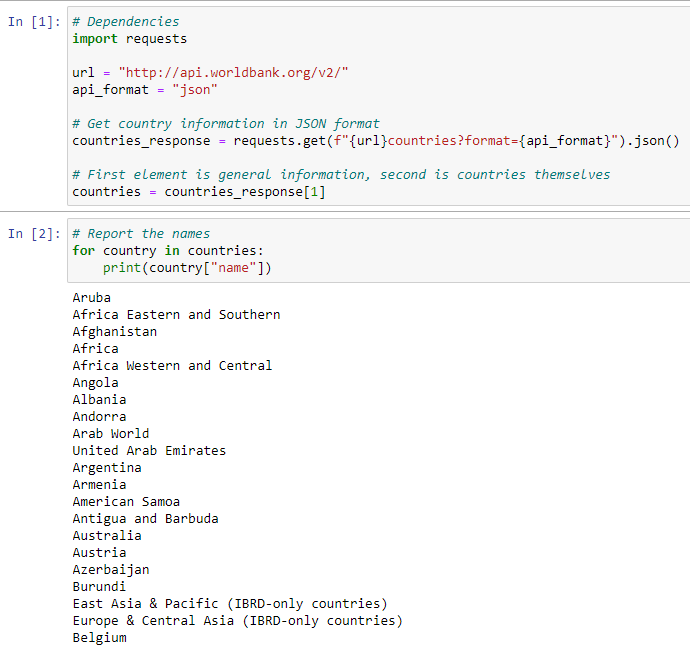 In [1]: # Dependencies
import requests
url = "http://api.worldbank.org/v2/"
api_format = "json"
# Get country information in JSON format
countries_response = requests.get(f"{url}countries?format={api_format}").json()
# First element is general information, second is countries themselves
countries = countries_response[1]
In [2]: # Report the names
for country in countries:
    print(country["name"])
Aruba
Africa Eastern and Southern
Afghanistan
Africa
Africa Western and Central
Angola
Albania
Andorra
Arab World
United Arab Emirates
Argentina
Armenia
American Samoa
Antigua and Barbuda
Australia
Austria
Azerbaijan
Burundi
East Asia & Pacific (IBRD-only countries)
Europe & Central Asia (IBRD-only countries)
Belgium